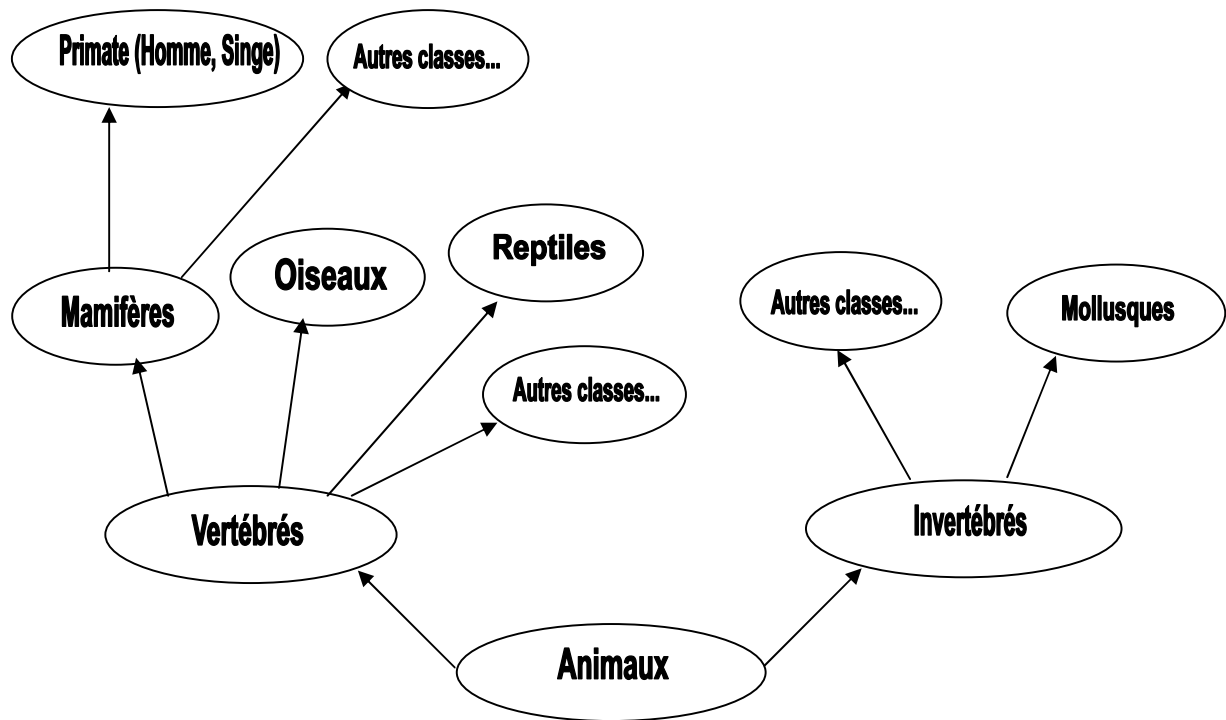 Primate (Homme, Singe)
Autres classes...
Mamifères
Oiseaux
Reptiles
Autres classes...
Autres classes...
Mollusques
Vertébrés
Invertébrés
Animaux